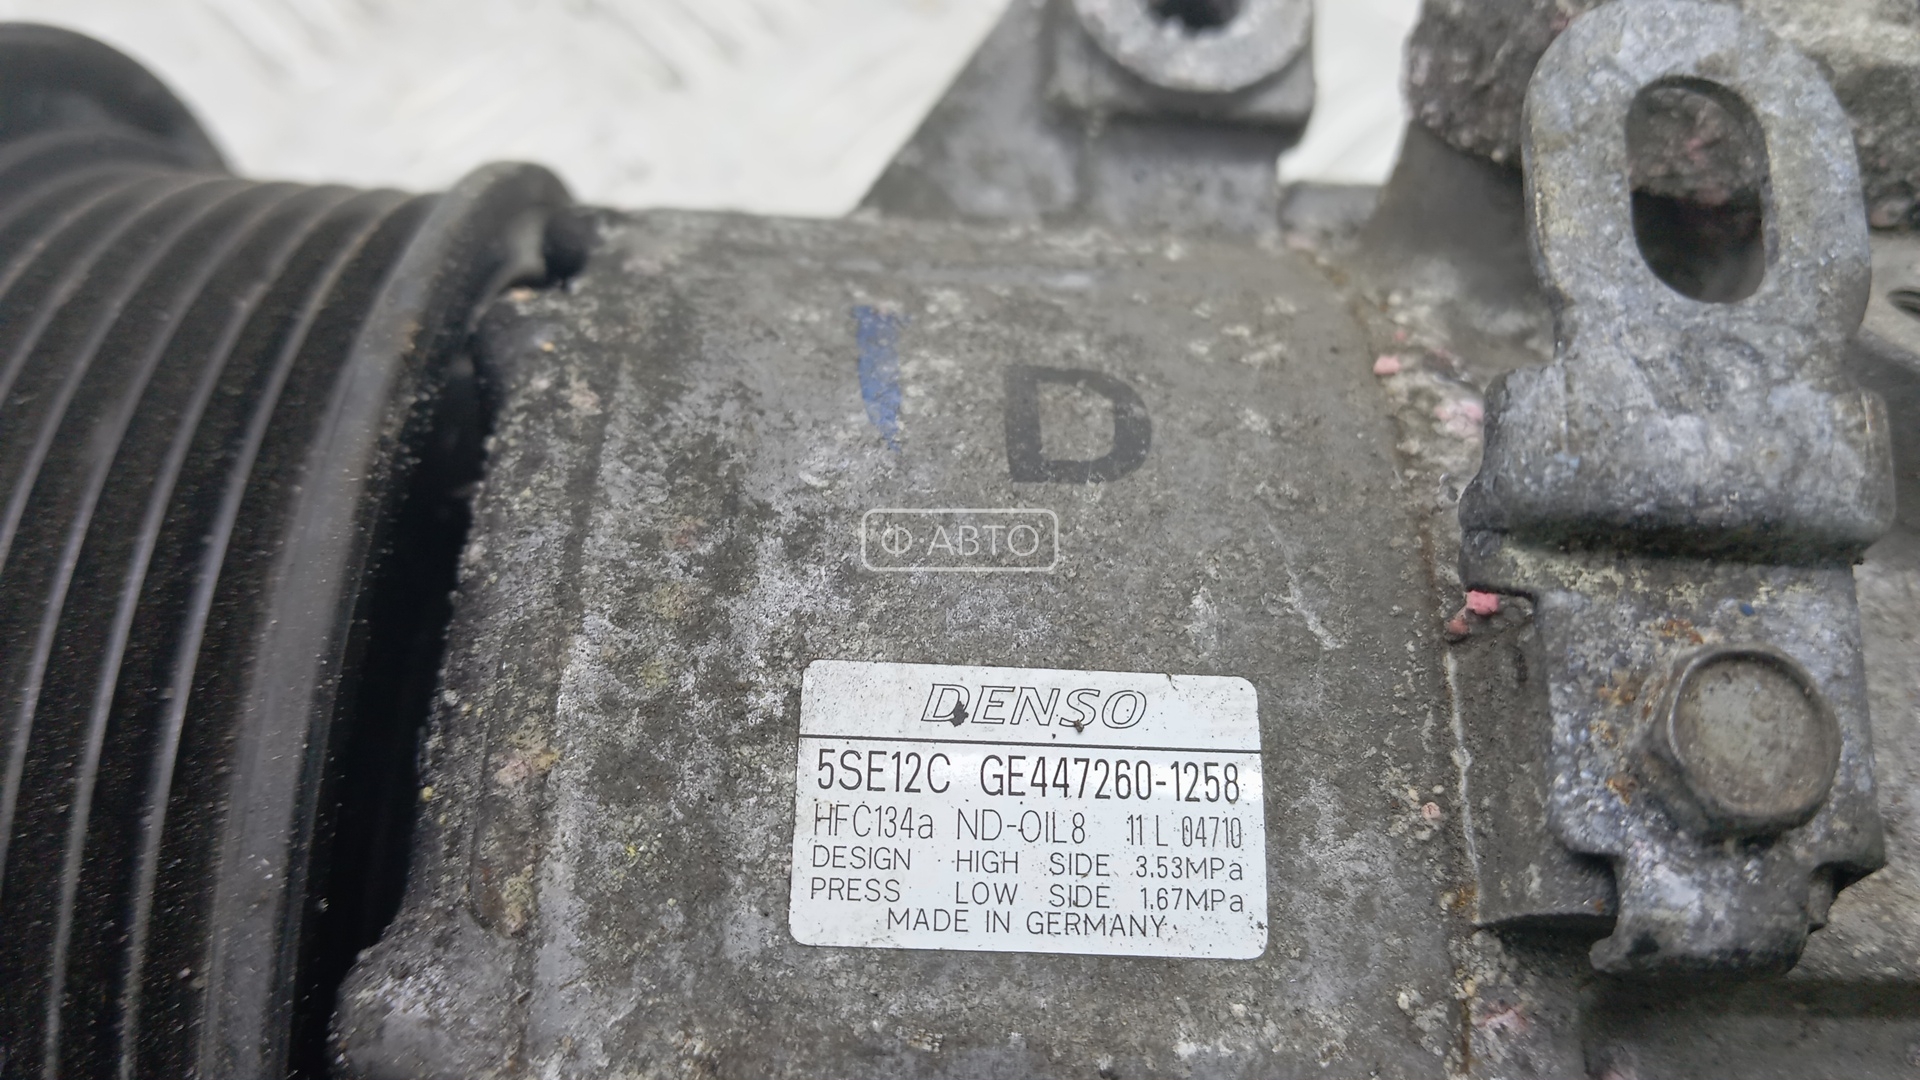 D
Ф·АВТО
DENSO
5SE12C GE447260-1258
HFC134a ND-OIL8 11 L 04710
DESIGN HIGH SIDE 3.53MPa
PRESS LOW SIDE 1.67MPa
MADE IN GERMANY